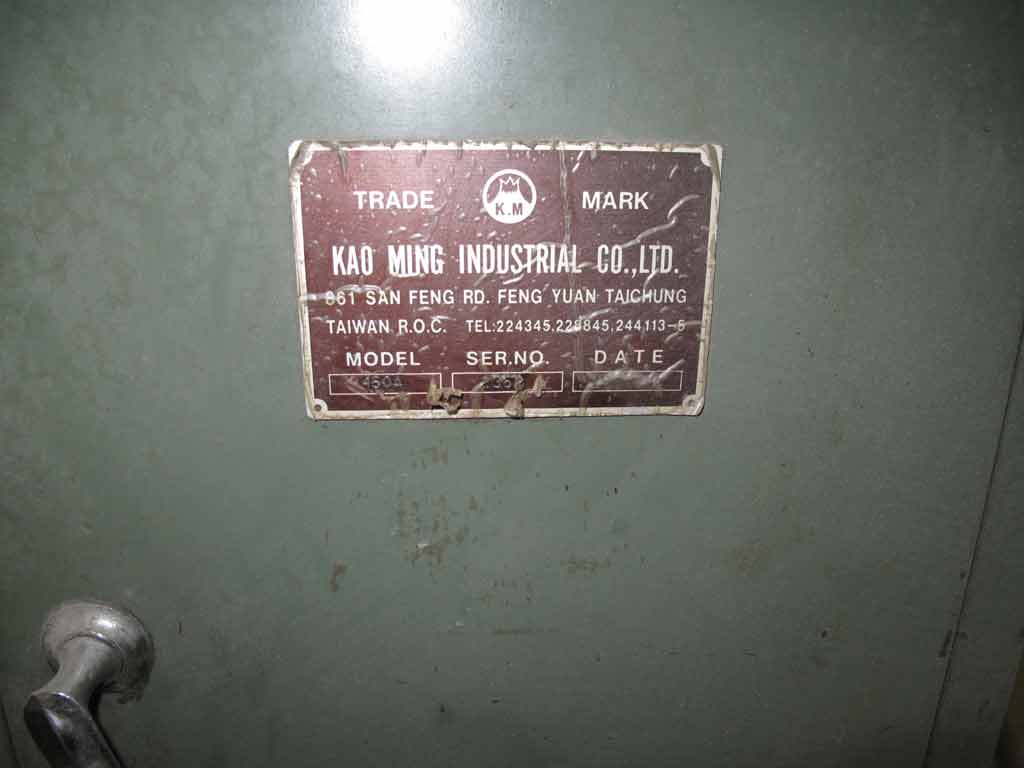 TRADE K.M MARK
KAO MING INDUSTRIAL CO.,LTD.
861 SAN FENG RD. FENG YUAN TAICHUNG
TAIWAN R.O.C. TEL:224345, 244113-5
MODEL SER.NO. DATE